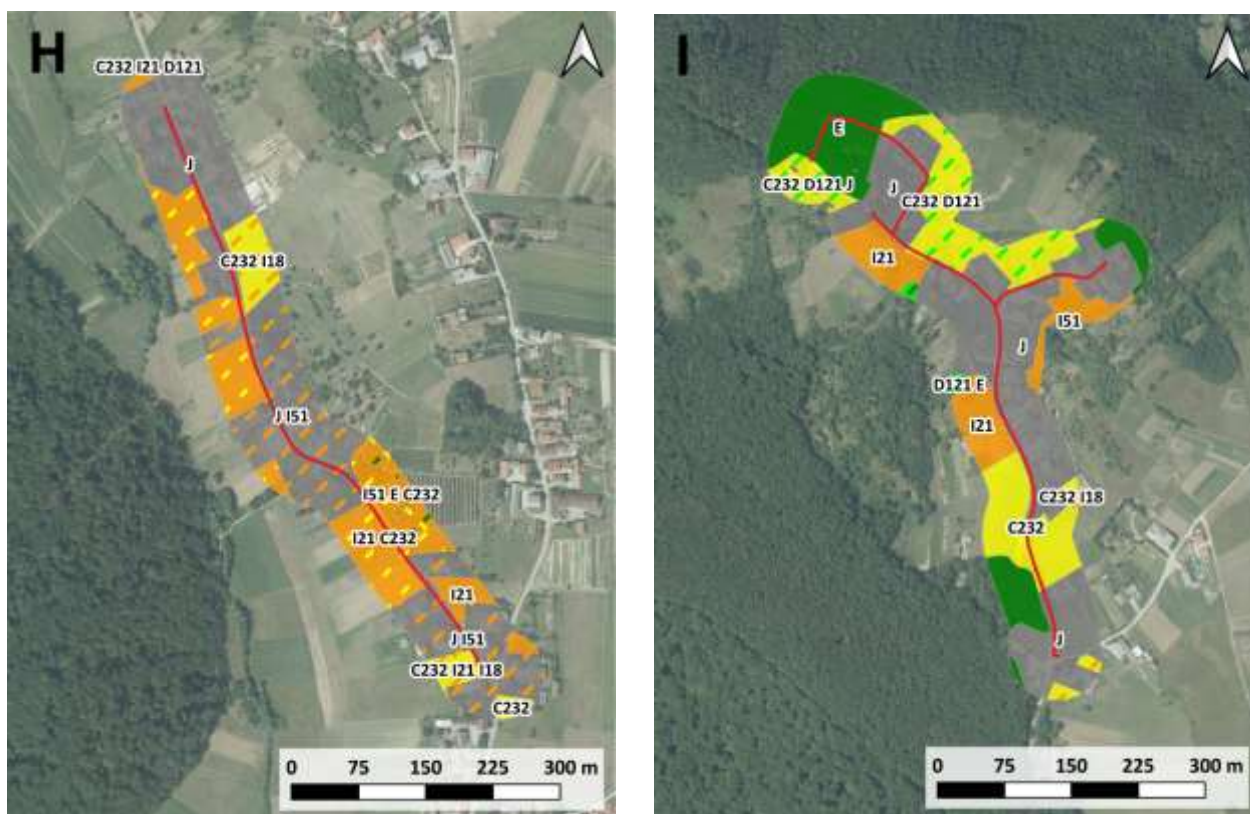 H
C232 I21 D121
J
C232 I18
J I51
I51 E C232
I21 C232
I21
J I51
C232 I21 I18
C232
0 75 150 225 300 m
I
E
C232 D121 J
J
C232 D121
I21
I51
J
D121 E
I21
C232 I18
C232
J
0 75 150 225 300 m